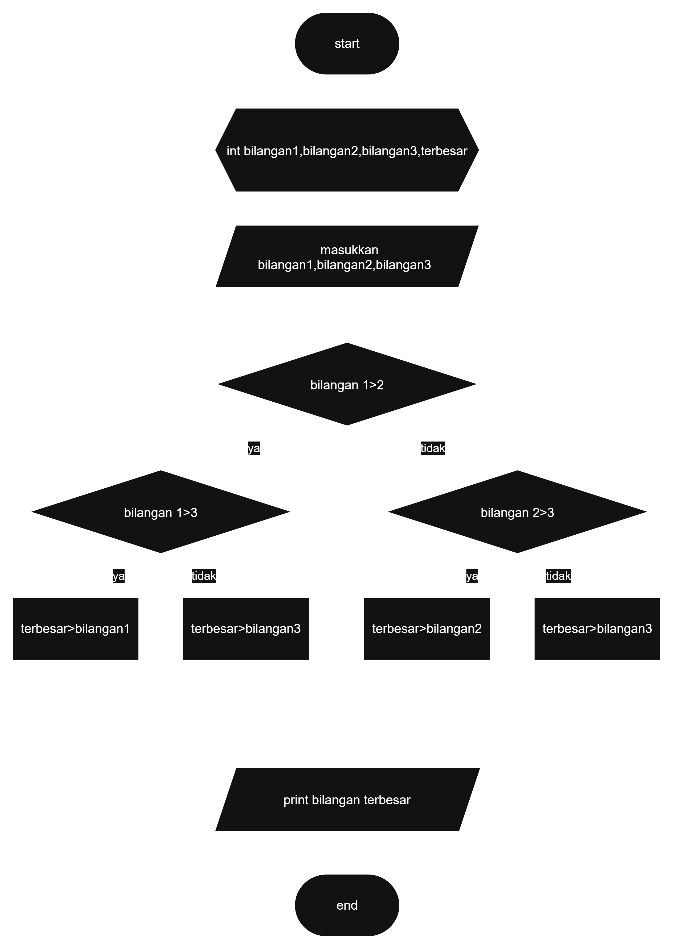 start
int bilangan1,bilangan2,bilangan3,terbesar
masukkan
bilangan1,bilangan2,bilangan3
bilangan 1>2
ya
tidak
bilangan 1>3
bilangan 2>3
ya
tidak
ya
tidak
terbesar>bilangan1
terbesar>bilangan3
terbesar>bilangan2
terbesar>bilangan3
print bilangan terbesar
end